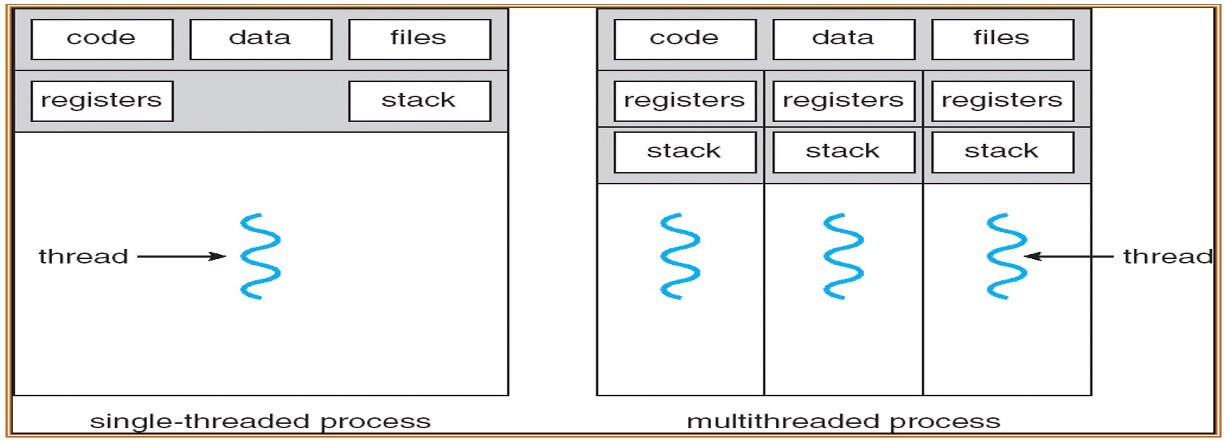 code data files
registers stack
thread
single-threaded process
code data files
registers registers registers
stack stack stack
thread
multithreaded process